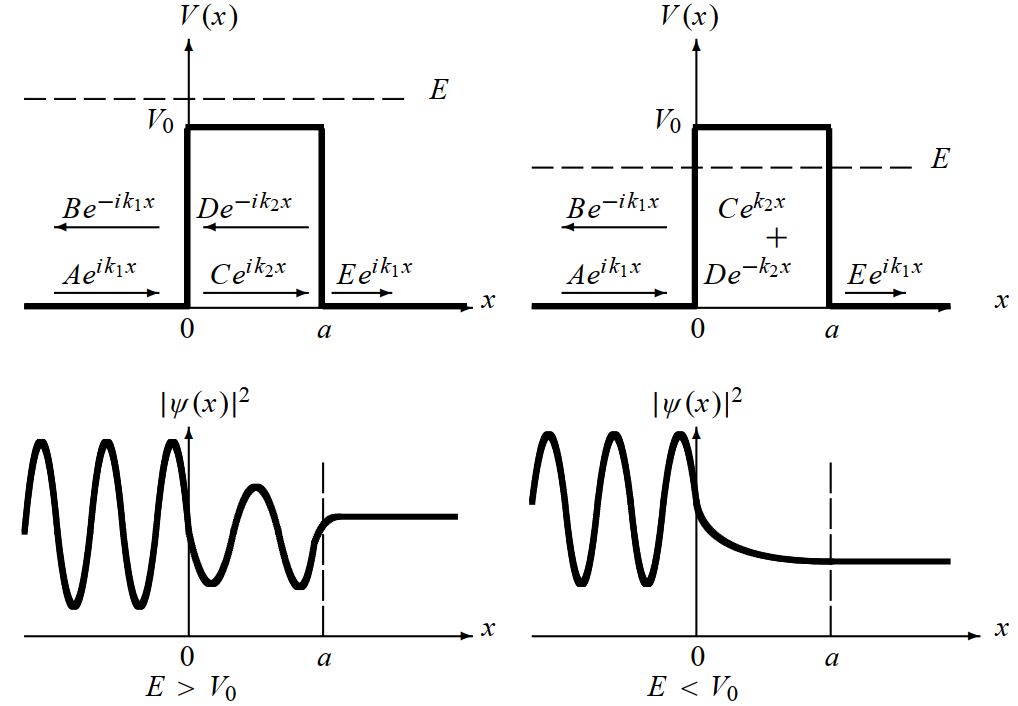 V(x) V(x)
E
V₀ V₀
E
Be^{-ik₁x} De^{-ik₂x} Be^{-ik₁x} Ce^{k₂x}
+
Ae^{ik₁x} Ce^{ik₂x} Ee^{ik₁x} Ae^{ik₁x} De^{-k₂x} Ee^{ik₁x}
x x
0 a 0 a
|ψ(x)|² |ψ(x)|²
x x
0 a 0 a
E > V₀ E < V₀